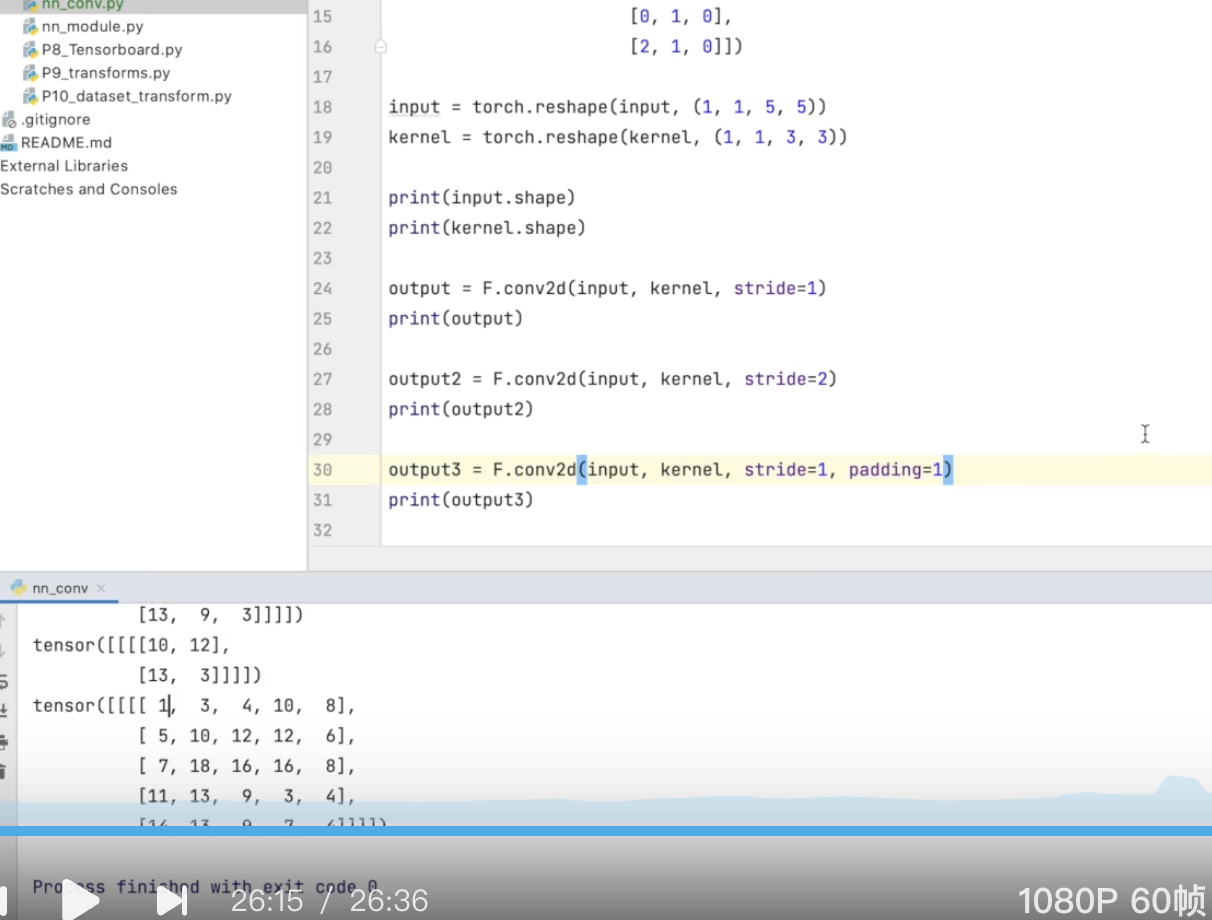 nn_conv.py
nn_module.py
P8_Tensorboard.py
P9_transforms.py
P10_dataset_transform.py
.gitignore
README.md
External Libraries
Scratches and Consoles
15 [0, 1, 0],
16 [2, 1, 0]])
17
18 input = torch.reshape(input, (1, 1, 5, 5))
19 kernel = torch.reshape(kernel, (1, 1, 3, 3))
20
21 print(input.shape)
22 print(kernel.shape)
23
24 output = F.conv2d(input, kernel, stride=1)
25 print(output)
26
27 output2 = F.conv2d(input, kernel, stride=2)
28 print(output2)
29
30 output3 = F.conv2d(input, kernel, stride=1, padding=1)
31 print(output3)
32
nn_conv
[13, 9, 3]]]])
tensor([[[[10, 12],
[13, 3]]]])
tensor([[[[ 1, 3, 4, 10, 8],
[ 5, 10, 12, 12, 6],
[ 7, 18, 16, 16, 8],
[11, 13, 9, 3, 4],
[14, 13, 9, 7, 4]]]])
Process finished with exit code 0
26:15 / 26:36
1080P 60帧